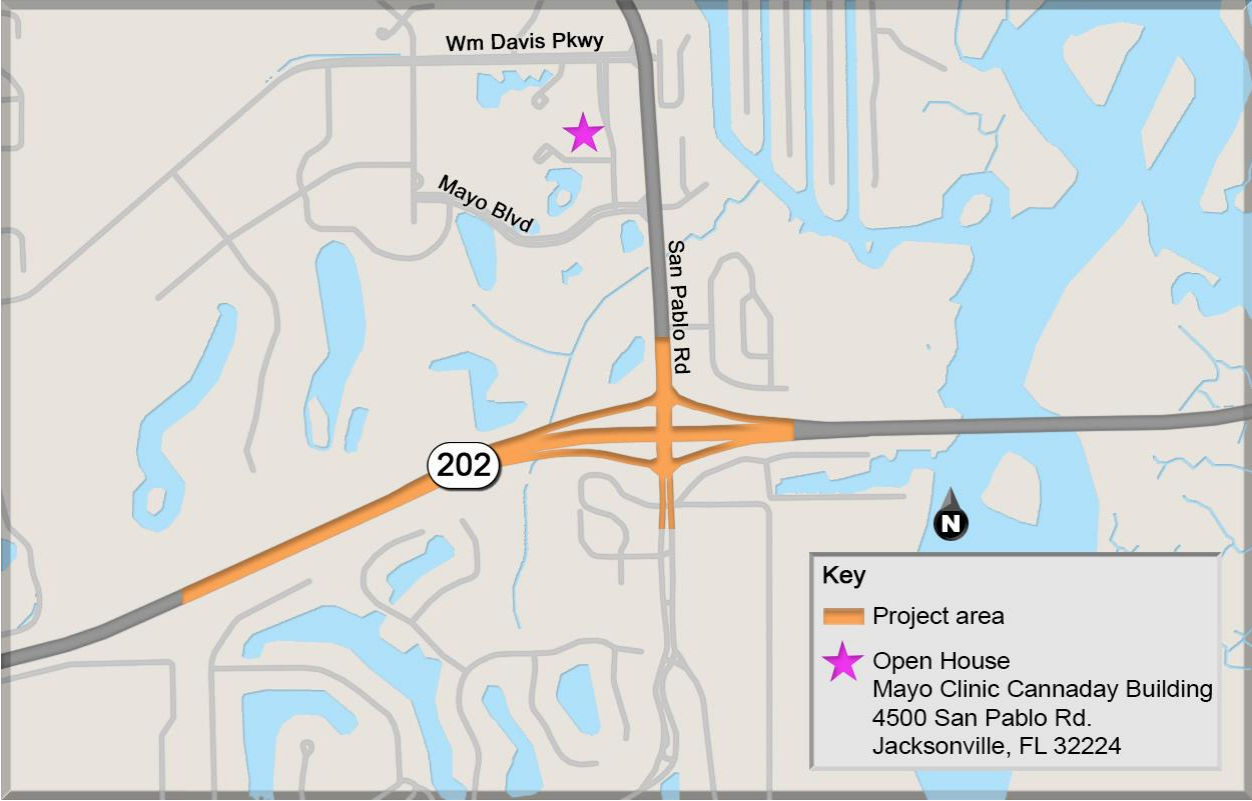 Wm Davis Pkwy
Mayo Blvd
San Pablo Rd
202
N
Key
Project area
Open House
Mayo Clinic Cannaday Building
4500 San Pablo Rd.
Jacksonville, FL 32224